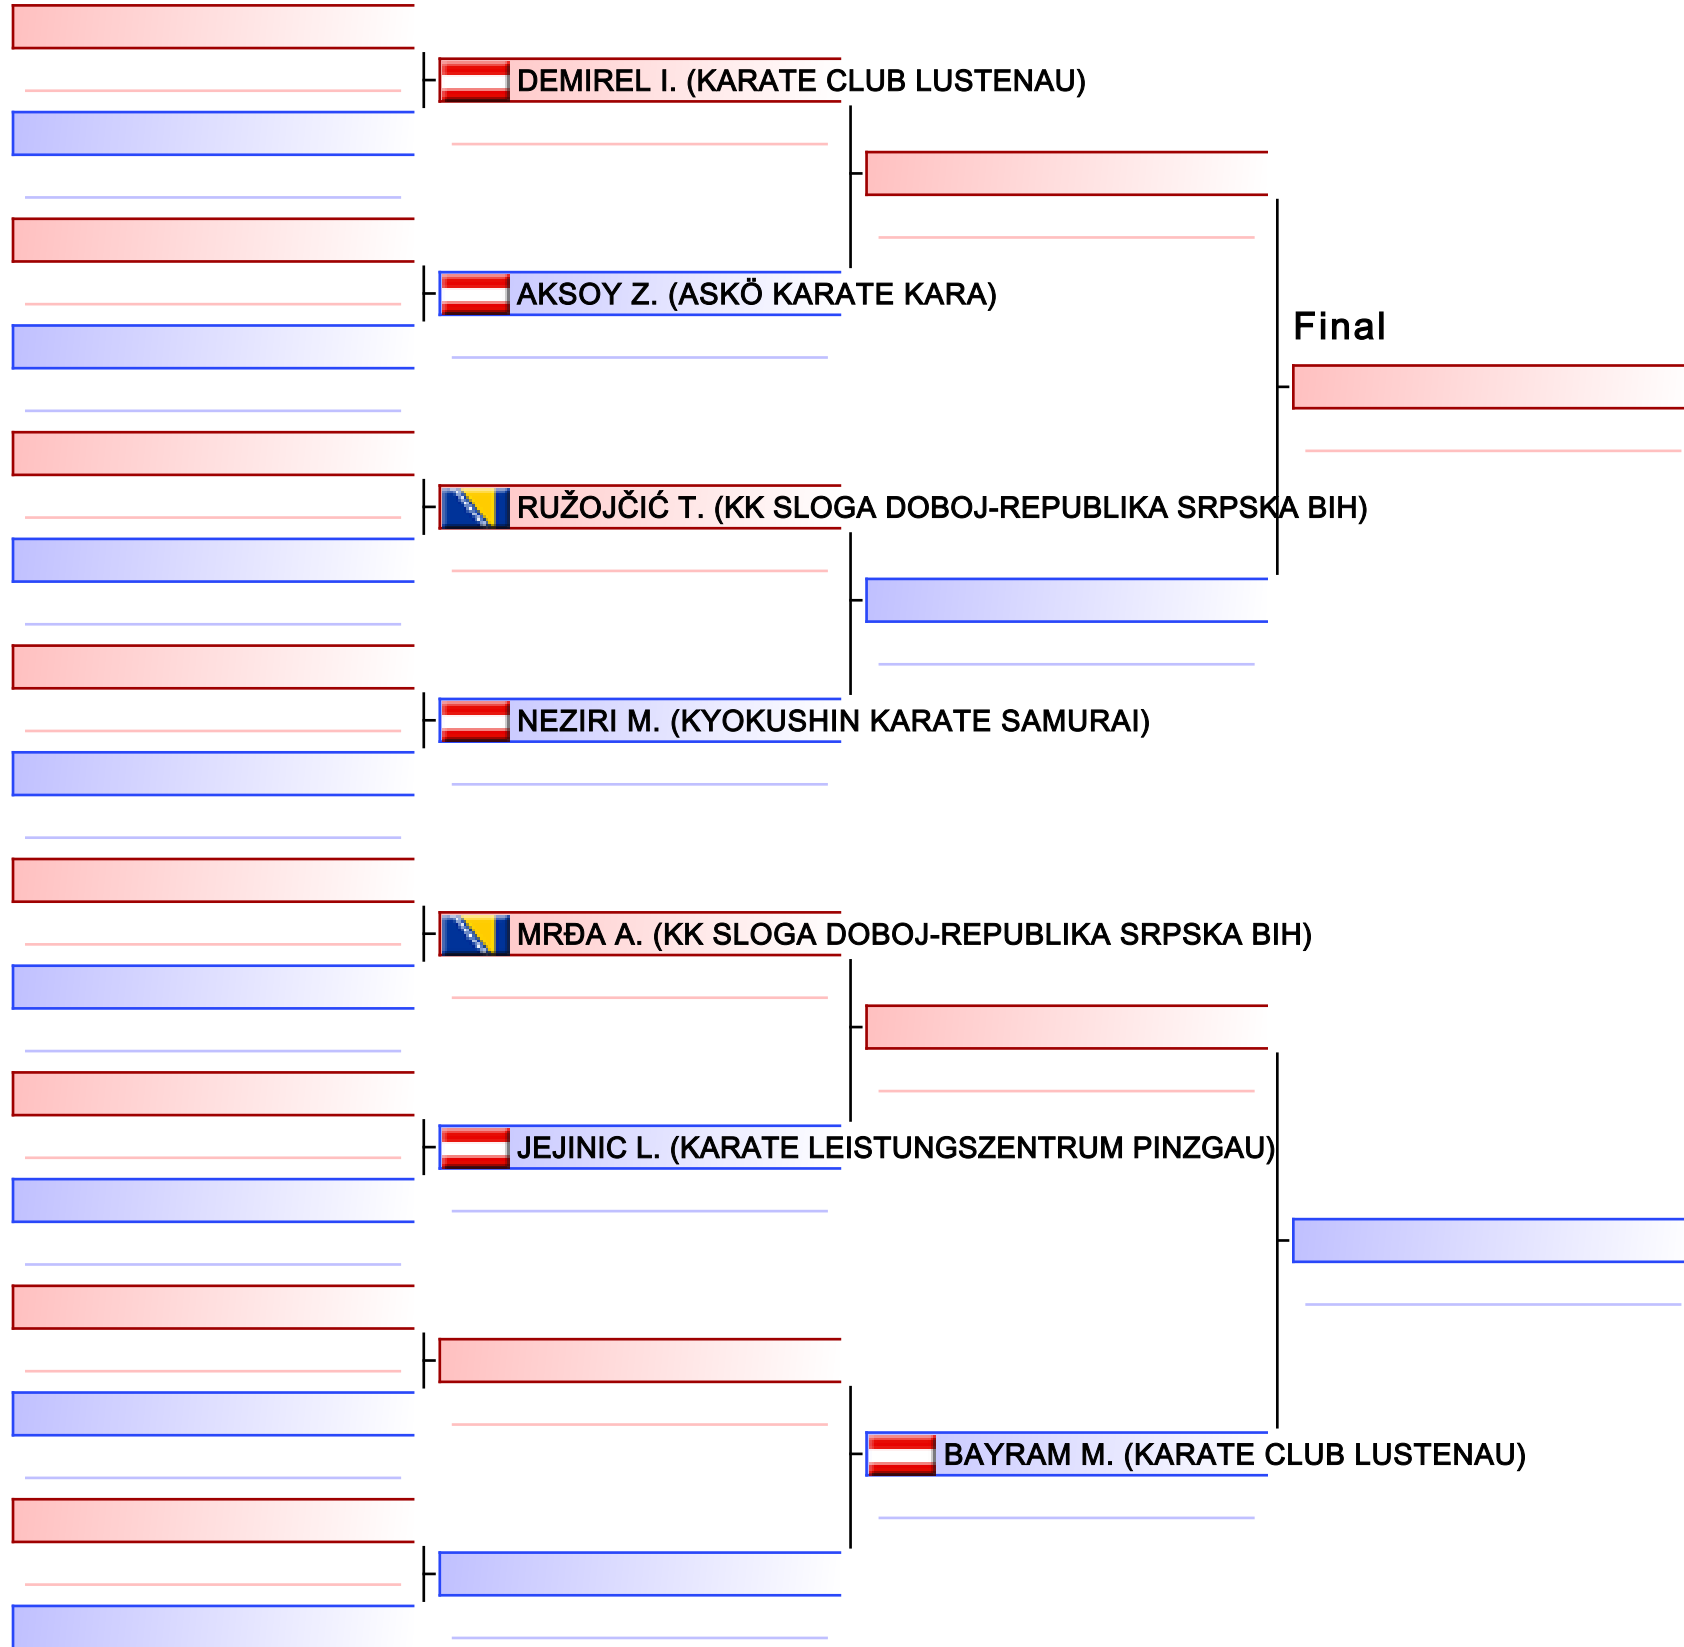 DEMIREL I. (KARATE CLUB LUSTENAU)
AKSOY Z. (ASKÖ KARATE KARA)
Final
RUŽOJČIĆ T. (KK SLOGA DOBOJ-REPUBLIKA SRPSKA BIH)
NEZIRI M. (KYOKUSHIN KARATE SAMURAI)
MRĐA A. (KK SLOGA DOBOJ-REPUBLIKA SRPSKA BIH)
JEJINIC L. (KARATE LEISTUNGSZENTRUM PINZGAU)
BAYRAM M. (KARATE CLUB LUSTENAU)